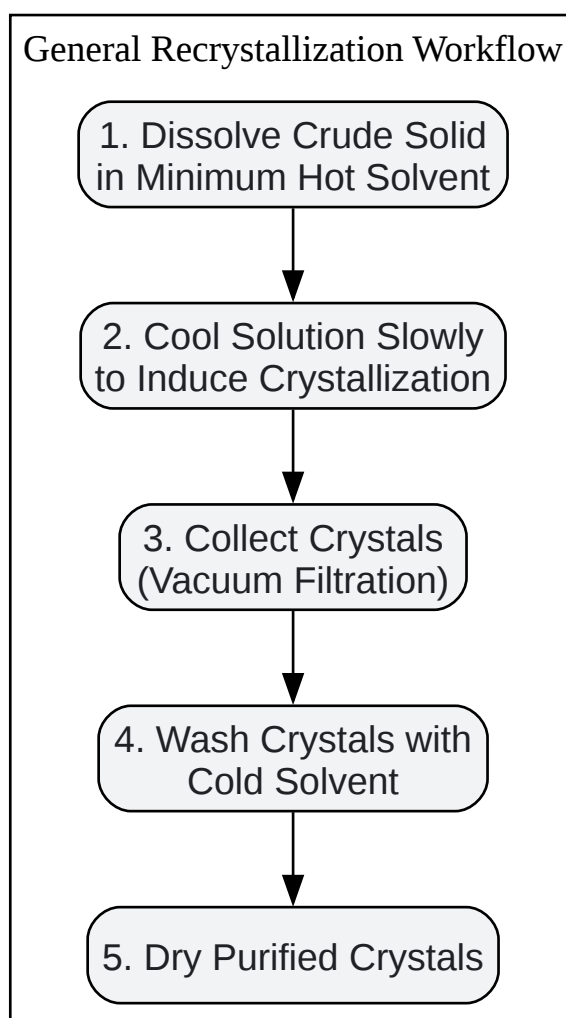 General Recrystallization Workflow
1. Dissolve Crude Solid
in Minimum Hot Solvent
2. Cool Solution Slowly
to Induce Crystallization
3. Collect Crystals
(Vacuum Filtration)
4. Wash Crystals with
Cold Solvent
5. Dry Purified Crystals